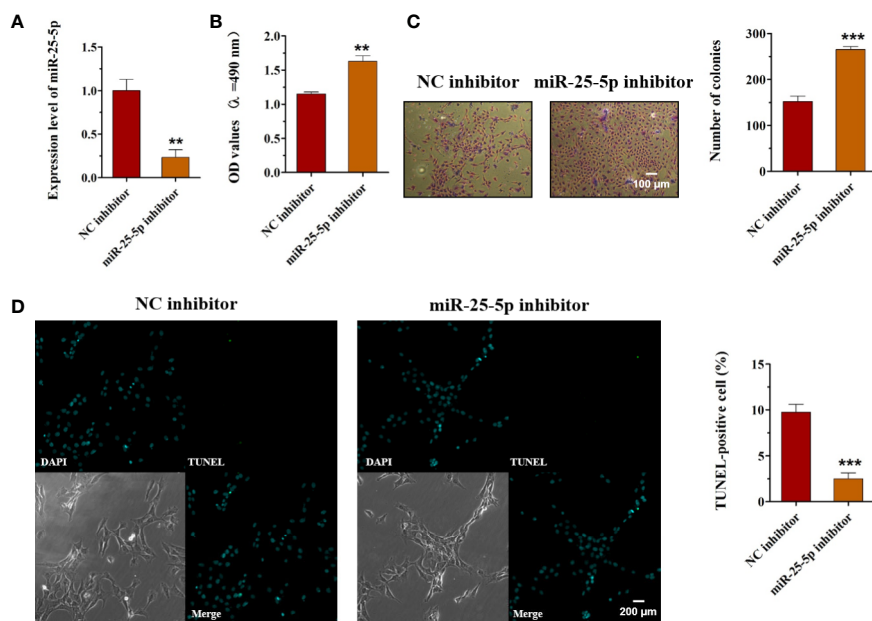 A
Expression level of miR-25-5p
1.5
1.0
0.5
0.0
**
NC inhibitor
miR-25-5p inhibitor
B
OD values (λ =490 nm)
2.0
1.5
1.0
0.5
0.0
**
NC inhibitor
miR-25-5p inhibitor
C
NC inhibitor
miR-25-5p inhibitor
100 μm
Number of colonies
300
150
0
***
NC inhibitor
miR-25-5p inhibitor
D
NC inhibitor
miR-25-5p inhibitor
DAPI
TUNEL
Merge
DAPI
TUNEL
Merge
200 μm
TUNEL-positive cell (%)
15
10
5
0
***
NC inhibitor
miR-25-5p inhibitor